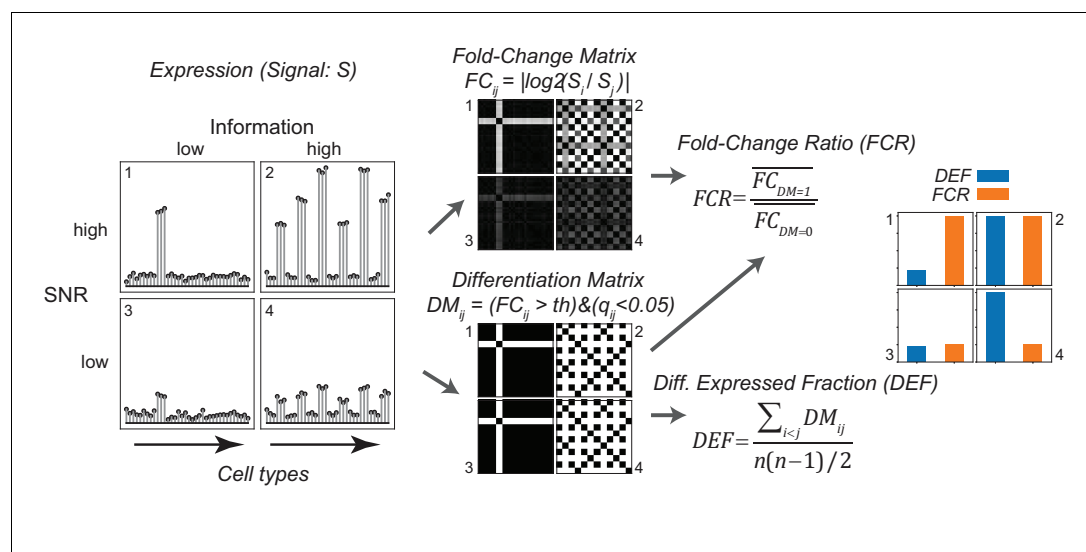 Expression (Signal: S)
Information
low
high
1
2
high
SNR
3
4
low
Cell types
Fold-Change Matrix
FC_ij = |log2(S_i / S_j)|
1
2
3
4
Differentiation Matrix
DM_ij = (FC_ij > th)&(q_ij<0.05)
1
2
3
4
Fold-Change Ratio (FCR)
FCR= FC_DM=1
FC_DM=0
Diff. Expressed Fraction (DEF)
DEF= ∑_i<j DM_ij
n(n−1)/2
DEF
FCR
1
2
3
4